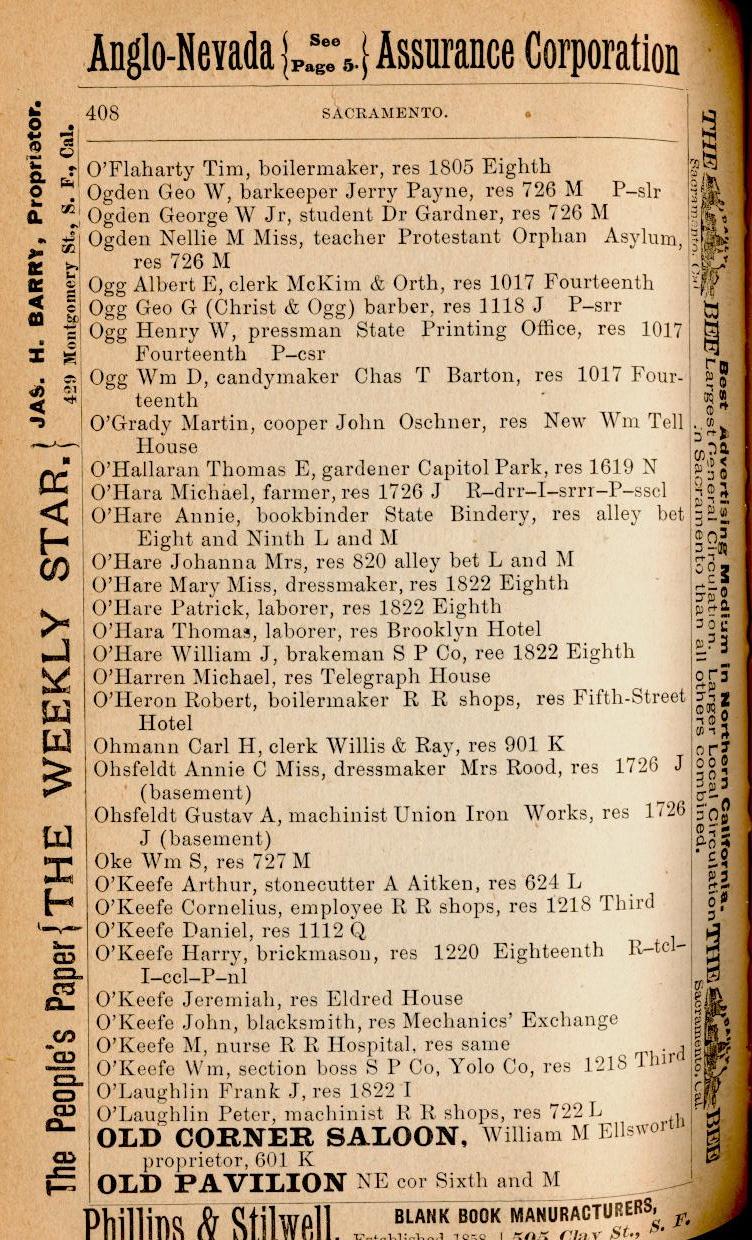 Anglo-Nevada { See Page 5. } Assurance Corporation
408 SACRAMENTO.
O'Flaharty Tim, boilermaker, res 1805 Eighth
Ogden Geo W, barkeeper Jerry Payne, res 726 M P–slr
Ogden George W Jr, student Dr Gardner, res 726 M
Ogden Nellie M Miss, teacher Protestant Orphan Asylum,
res 726 M
Ogg Albert E, clerk McKim & Orth, res 1017 Fourteenth
Ogg Geo G (Christ & Ogg) barber, res 1118 J P–srr
Ogg Henry W, pressman State Printing Office, res 1017
Fourteenth P–csr
Ogg Wm D, candymaker Chas T Barton, res 1017 Four-
teenth
O'Grady Martin, cooper John Oschner, res New Wm Tell
House
O'Hallaran Thomas E, gardener Capitol Park, res 1619 N
O'Hara Michael, farmer, res 1726 J R–drr–I–srrr–P–sscl
O'Hare Annie, bookbinder State Bindery, res alley bet
Eight and Ninth L and M
O'Hare Johanna Mrs, res 820 alley bet L and M
O'Hare Mary Miss, dressmaker, res 1822 Eighth
O'Hare Patrick, laborer, res 1822 Eighth
O'Hara Thomas, laborer, res Brooklyn Hotel
O'Hare William J, brakeman S P Co, ree 1822 Eighth
O'Harren Michael, res Telegraph House
O'Heron Robert, boilermaker R R shops, res Fifth-Street
Hotel
Ohmann Carl H, clerk Willis & Ray, res 901 K
Ohsfeldt Annie C Miss, dressmaker Mrs Rood, res 1726 J
(basement)
Ohsfeldt Gustav A, machinist Union Iron Works, res 1726
J (basement)
Oke Wm S, res 727 M
O'Keefe Arthur, stonecutter A Aitken, res 624 L
O'Keefe Cornelius, employee R R shops, res 1218 Third
O'Keefe Daniel, res 1112 Q
O'Keefe Harry, brickmason, res 1220 Eighteenth R–tcl–
I–ccl–P–nl
O'Keefe Jeremiah, res Eldred House
O'Keefe John, blacksmith, res Mechanics' Exchange
O'Keefe M, nurse R R Hospital, res same
O'Keefe Wm, section boss S P Co, Yolo Co, res 1218 Third
O'Laughlin Frank J, res 1822 I
O'Laughlin Peter, machinist R R shops, res 722 L
OLD CORNER SALOON, William M Ellsworth
proprietor, 601 K
OLD PAVILION NE cor Sixth and M
Phillips & Stilwell, BLANK BOOK MANURACTURERS,
Established 1858. | 505 Clay St., S. F.
The People's Paper { THE WEEKLY STAR. } JAS. H. BARRY, Proprietor.
429 Montgomery St., S. F., Cal.
THE DAILY BEE Best Advertising Medium in Northern California. THE DAILY BEE
Sacramento, Cal Largest General Circulation. Larger Local Circulation Sacramento, Cal.
in Sacramento than all others combined.